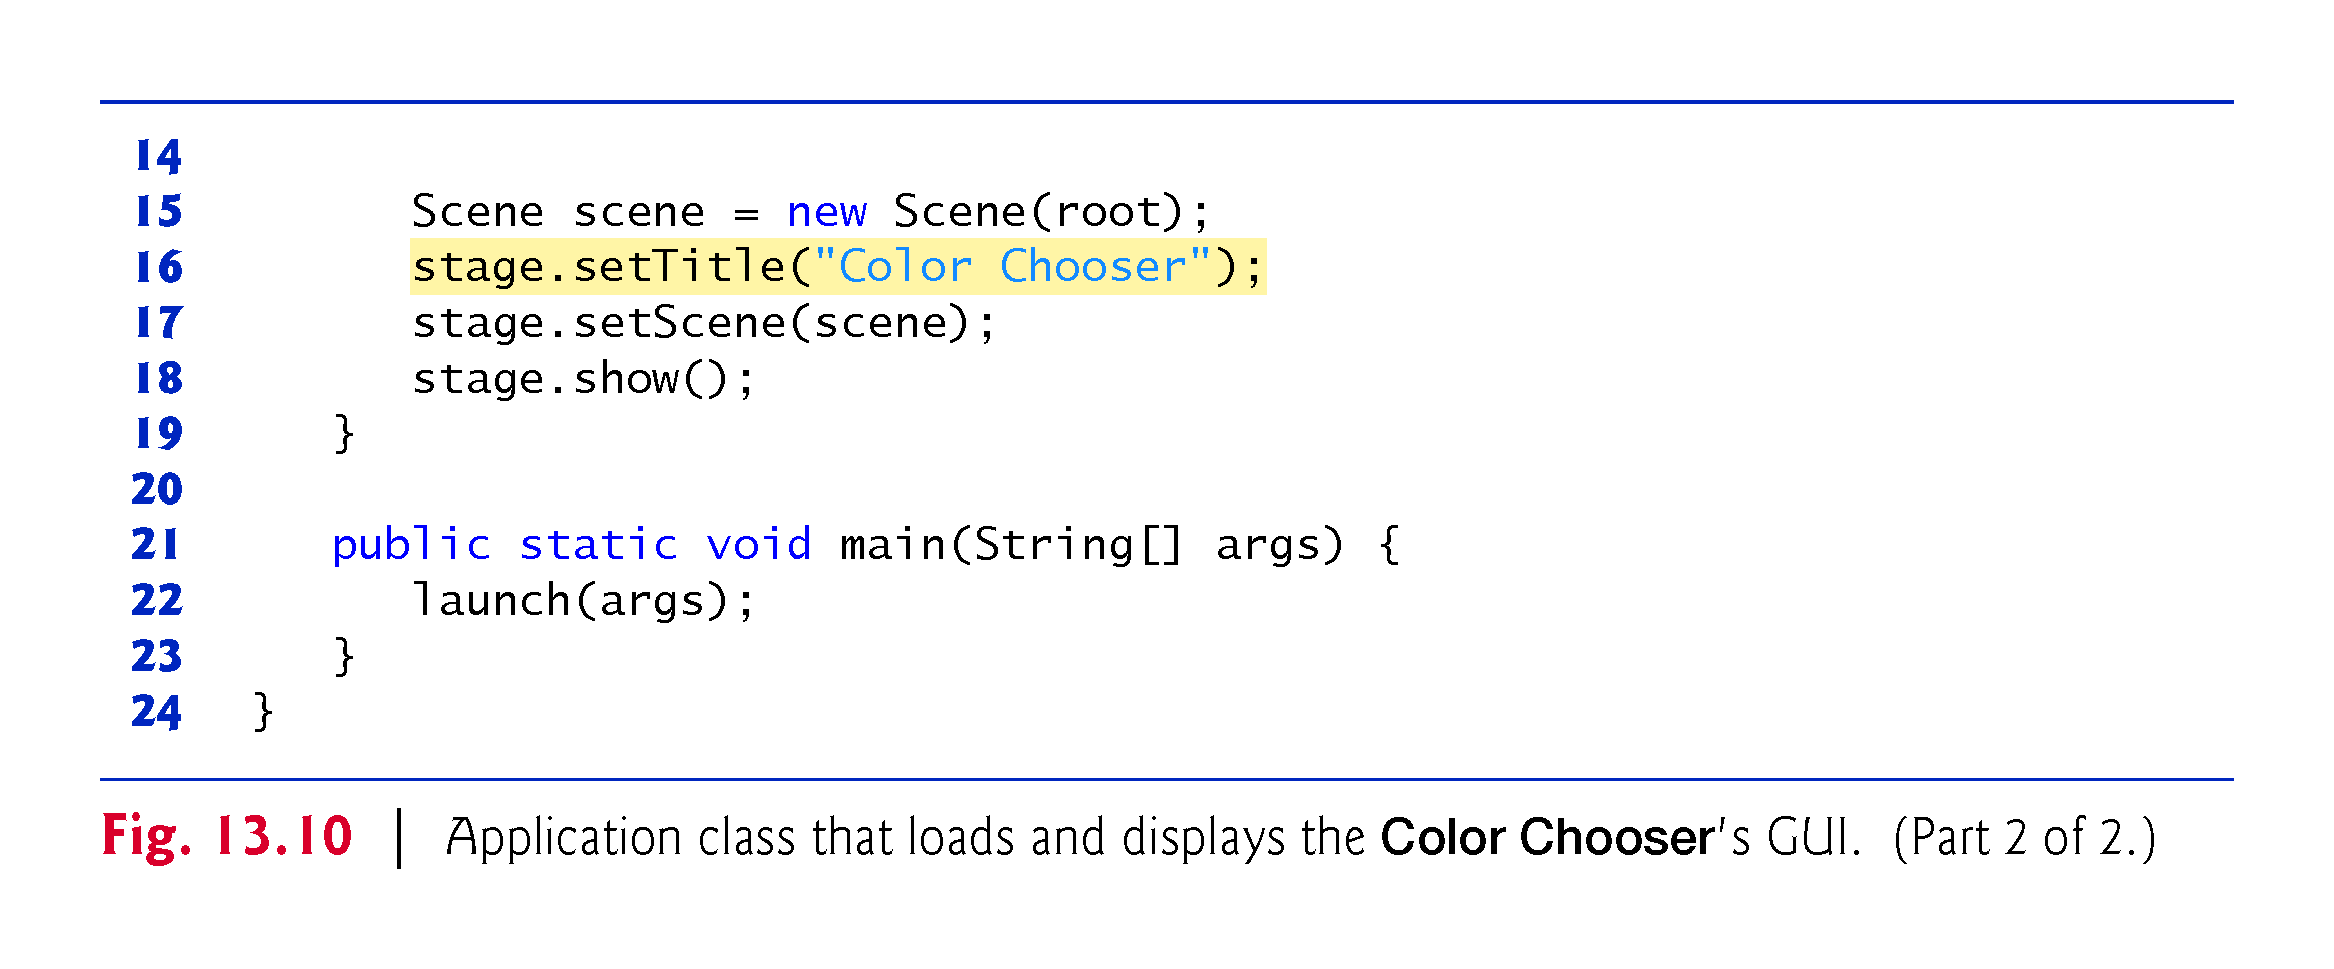 14
15         Scene scene = new Scene(root);
16         stage.setTitle("Color Chooser");
17         stage.setScene(scene);
18         stage.show();
19      }
20
21      public static void main(String[] args) {
22         launch(args);
23      }
24   }
Fig. 13.10 | Application class that loads and displays the Color Chooser's GUI. (Part 2 of 2.)